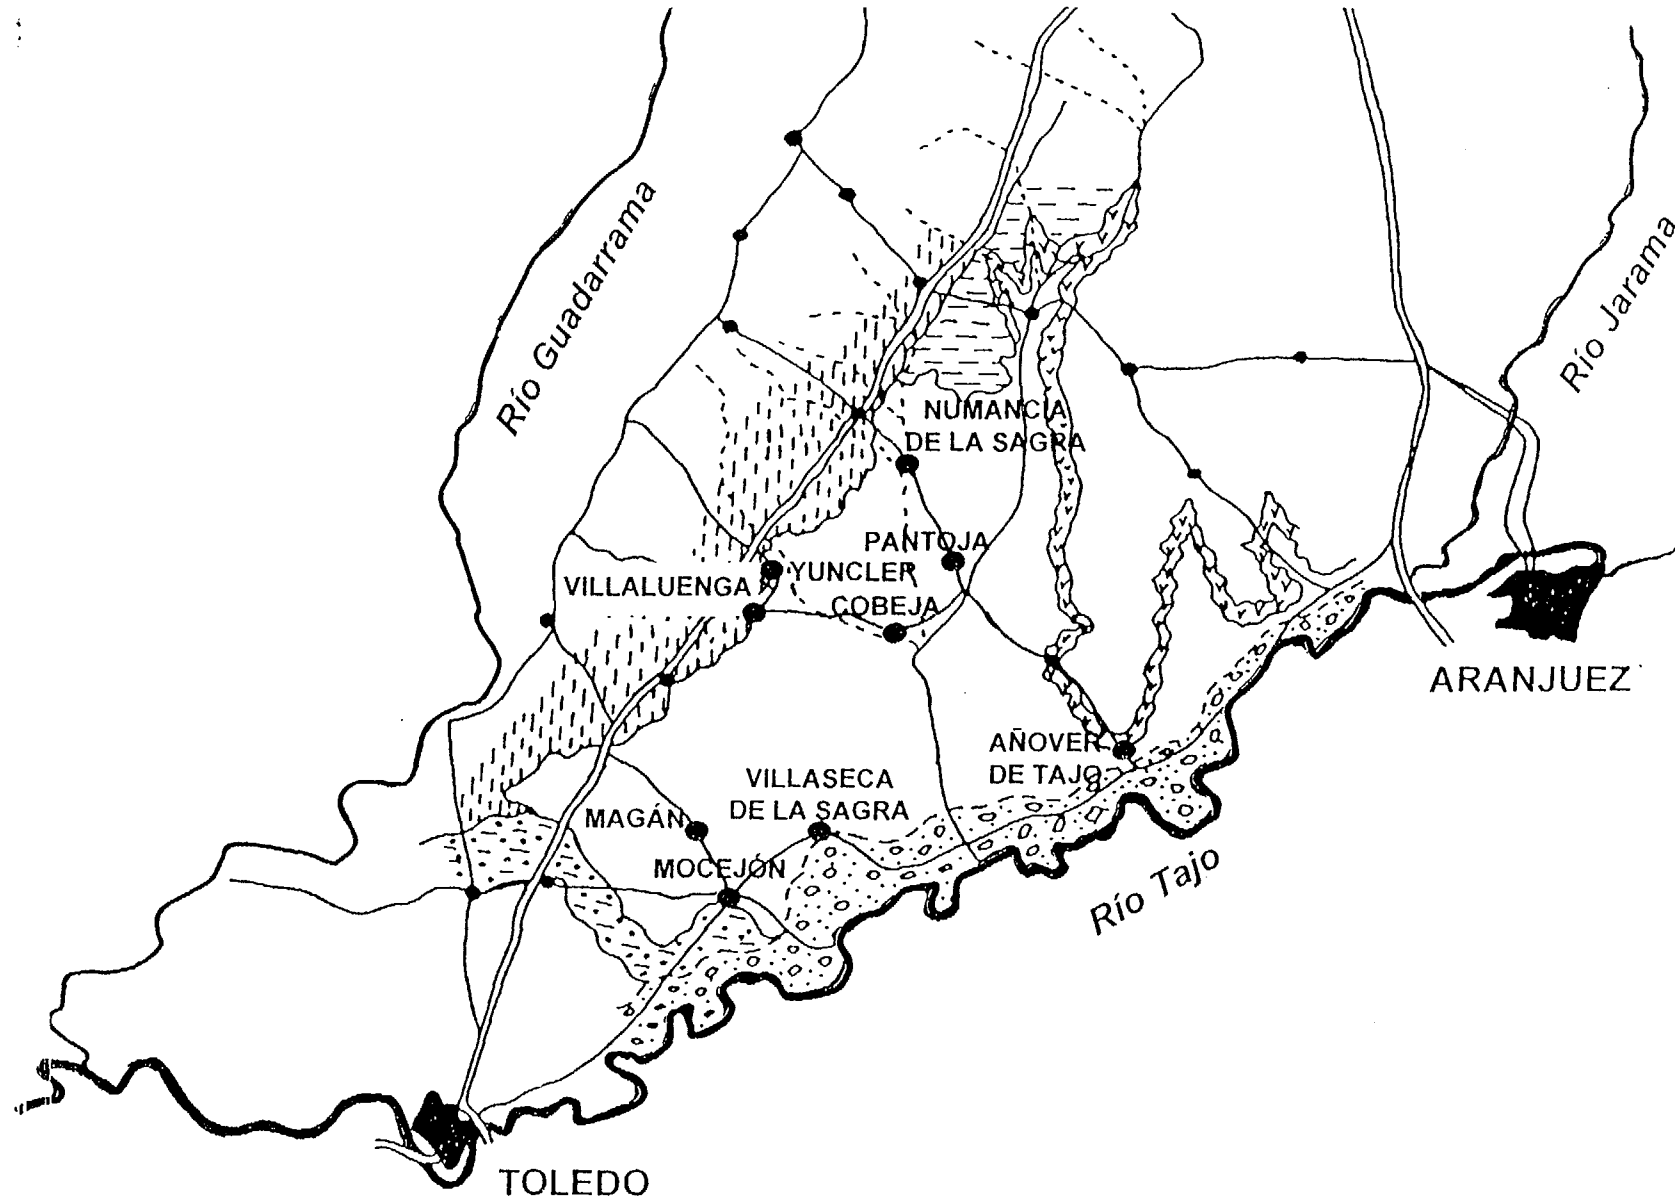 Río Guadarrama
Río Jarama
NUMANCIA
DE LA SAGRA
PANTOJA
YUNCLER
VILLALUENGA
COBEJA
ARANJUEZ
AÑOVER
DE TAJO
VILLASECA
DE LA SAGRA
MAGÁN
MOCEJÓN
Río Tajo
TOLEDO